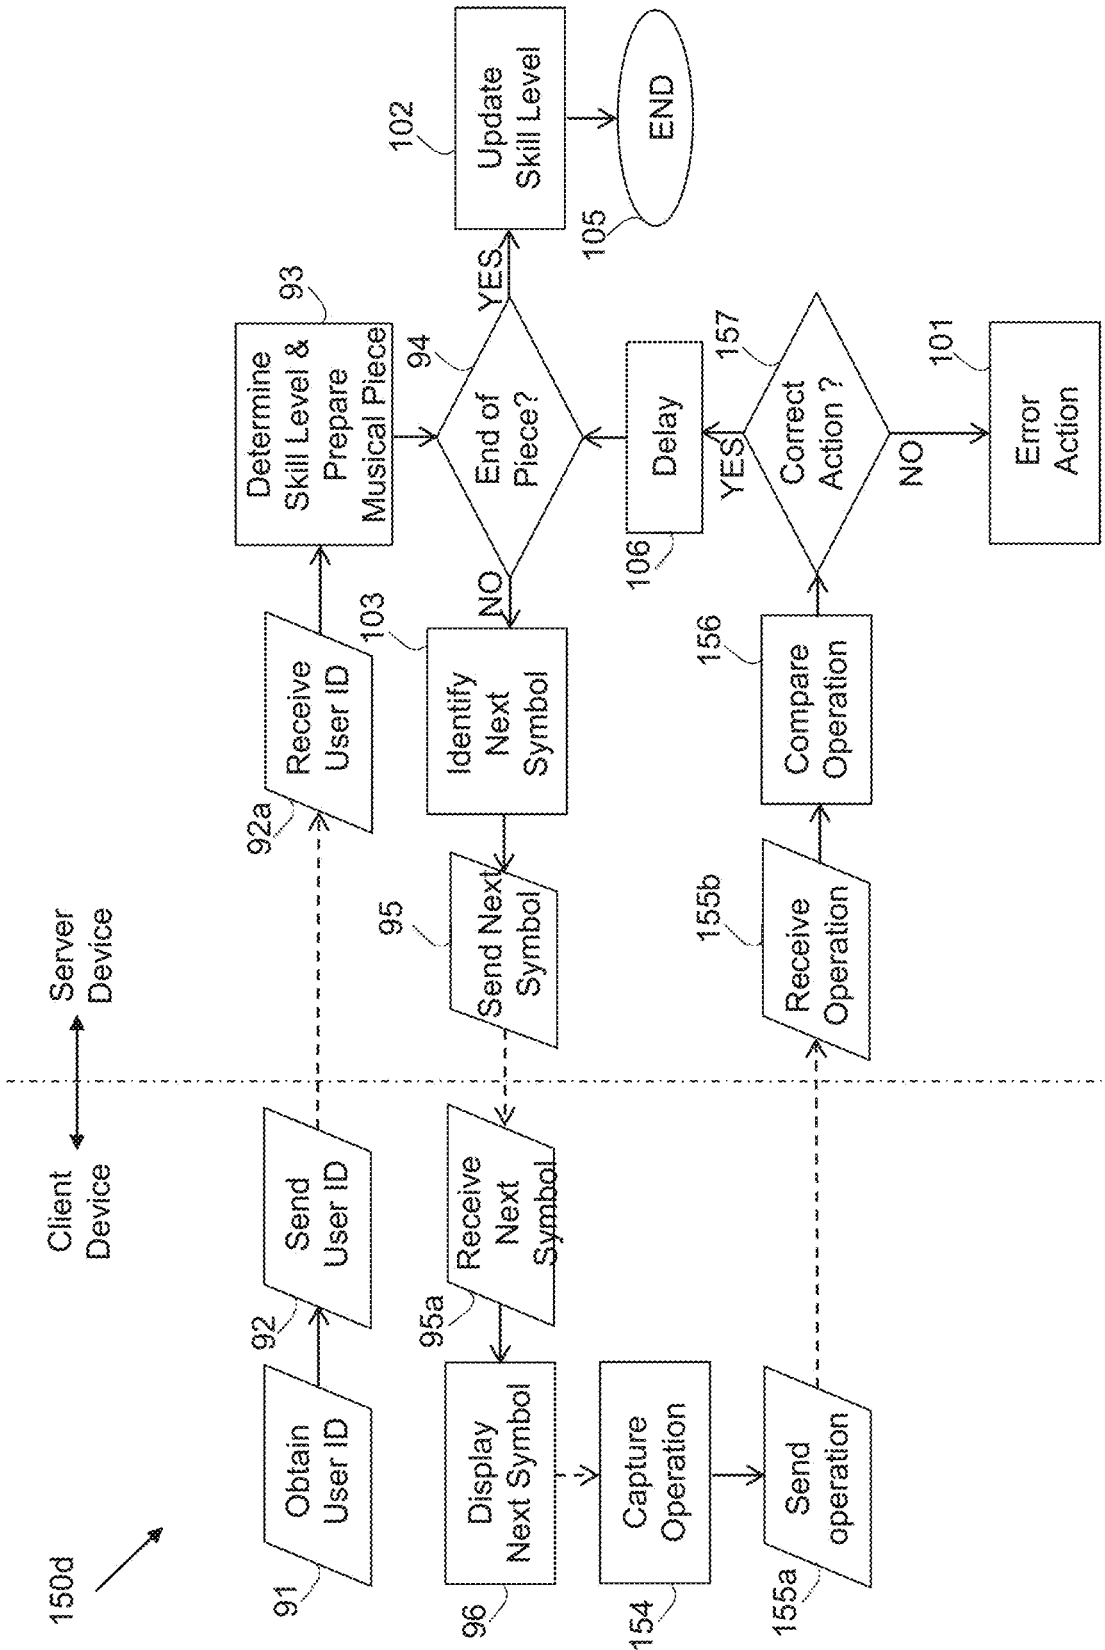 150d
Client
Device
Server
Device
91
Obtain
User ID
92
Send
User ID
92a
Receive
User ID
93
Determine
Skill Level &
Prepare
Musical Piece
96
Display
Next Symbol
95a
Receive
Next
Symbol
95
Send Next
Symbol
103
Identify
Next
Symbol
NO
94
End of
Piece?
YES
102
Update
Skill Level
105
END
154
Capture
Operation
106
Delay
YES
155a
Send
operation
155b
Receive
Operation
156
Compare
Operation
157
Correct
Action ?
NO
101
Error
Action